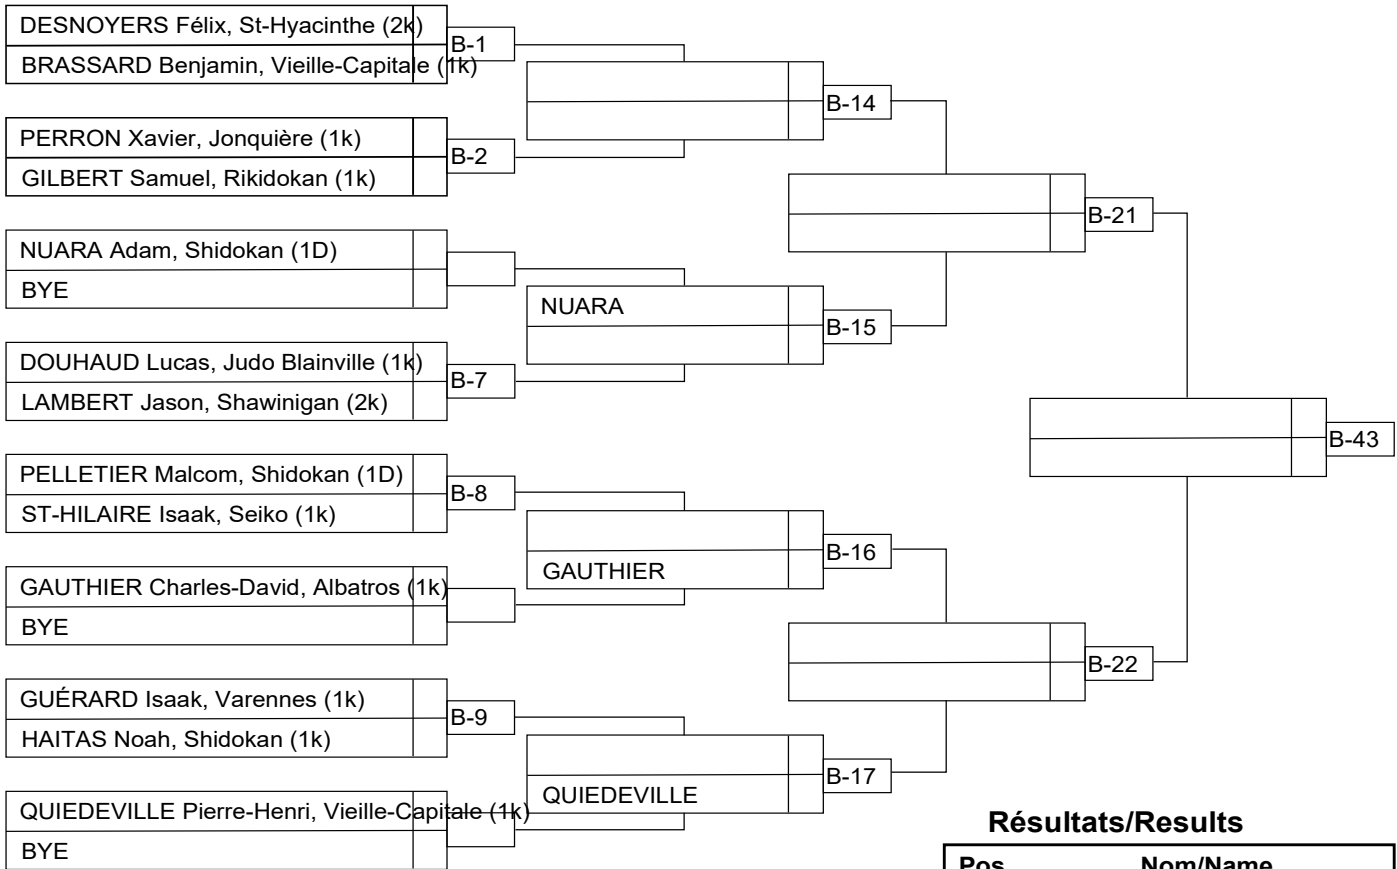 DESNOYERS Félix, St-Hyacinthe (2k)
B-1
BRASSARD Benjamin, Vieille-Capitale (1k)
B-14
PERRON Xavier, Jonquière (1k)
B-2
GILBERT Samuel, Rikidokan (1k)
B-21
NUARA Adam, Shidokan (1D)
BYE
NUARA
B-15
DOUHAUD Lucas, Judo Blainville (1k)
B-7
LAMBERT Jason, Shawinigan (2k)
B-43
PELLETIER Malcom, Shidokan (1D)
B-8
ST-HILAIRE Isaak, Seiko (1k)
B-16
GAUTHIER
GAUTHIER Charles-David, Albatros (1k)
BYE
B-22
GUÉRARD Isaak, Varennes (1k)
B-9
HAITAS Noah, Shidokan (1k)
B-17
QUIEDEVILLE
QUIEDEVILLE Pierre-Henri, Vieille-Capitale (1k)
BYE
Résultats/Results
Pos. Nom/Name